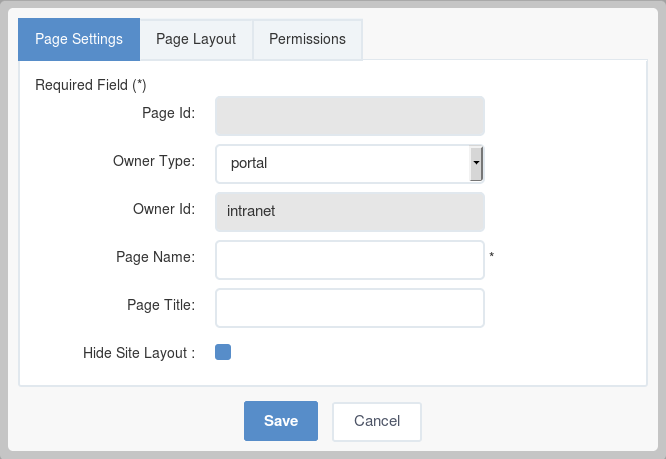 Page Settings Page Layout Permissions
Required Field (*)
Page Id:
Owner Type: portal
Owner Id: intranet
Page Name: *
Page Title:
Hide Site Layout :
Save Cancel